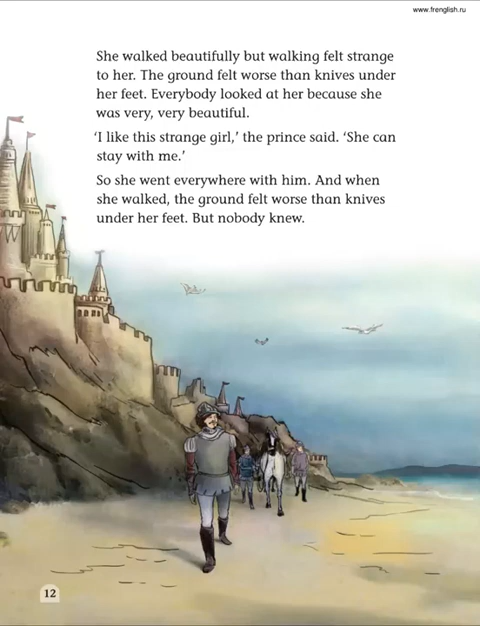 www.frenglish.ru
She walked beautifully but walking felt strange
to her. The ground felt worse than knives under
her feet. Everybody looked at her because she
was very, very beautiful.
‘I like this strange girl,’ the prince said. ‘She can
stay with me.’
So she went everywhere with him. And when
she walked, the ground felt worse than knives
under her feet. But nobody knew.
12